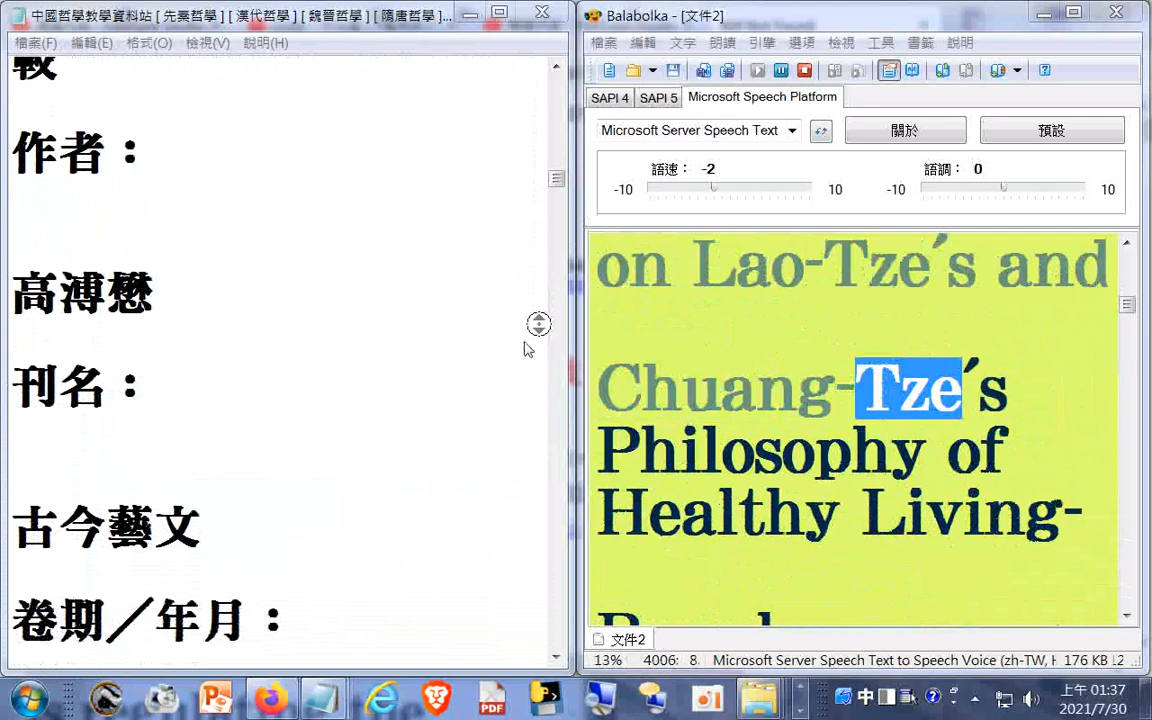 中國哲學教學資料站 [ 先秦哲學 ] [ 漢代哲學 ] [ 魏晉哲學 ] [ 隋唐哲學 ]...
檔案(F) 編輯(E) 格式(O) 檢視(V) 說明(H)
載
作者：
高溥懋
刊名：
古今藝文
卷期／年月：
Balabolka - [文件2]
檔案 編輯 文字 朗讀 引擎 選項 檢視 工具 書籤 說明
SAPI 4 SAPI 5 Microsoft Speech Platform
Microsoft Server Speech Text 關於 預設
語速： -2 語調： 0
-10 10 -10 10
on Lao-Tze´s and
Chuang-Tze´s
Philosophy of
Healthy Living-
文件2
13% 4006: 8. Microsoft Server Speech Text to Speech Voice (zh-TW, H 176 KB
中
上午 01:37
2021/7/30